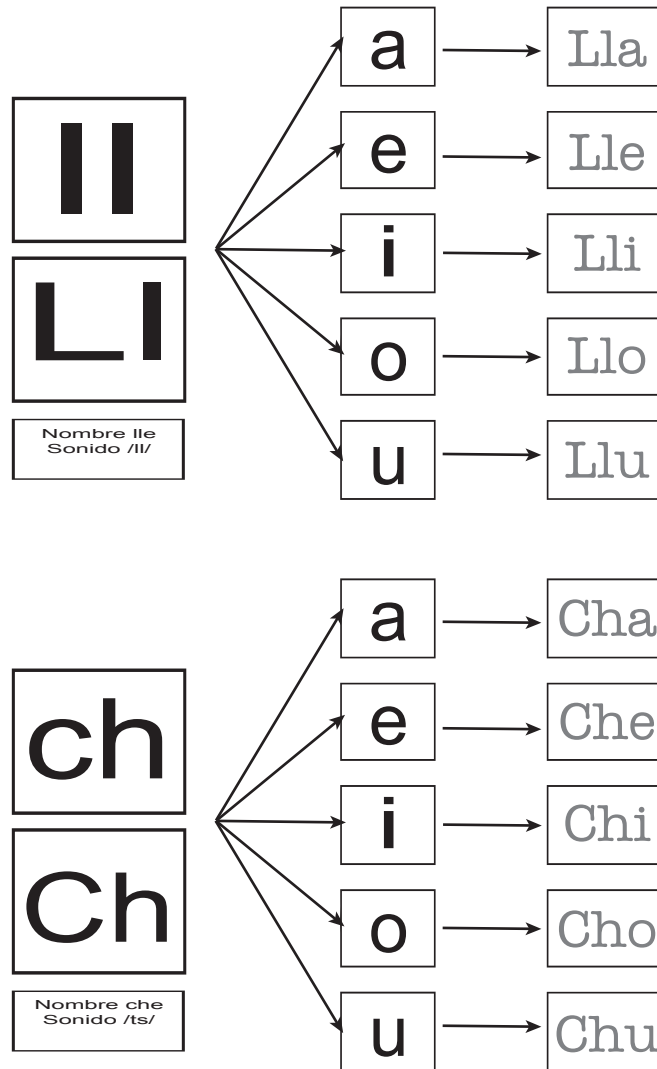 ll
Ll
Nombre lle
Sonido /ll/
a
Lla
e
Lle
i
Lli
o
Llo
u
Llu
ch
Ch
Nombre che
Sonido /ts/
a
Cha
e
Che
i
Chi
o
Cho
u
Chu